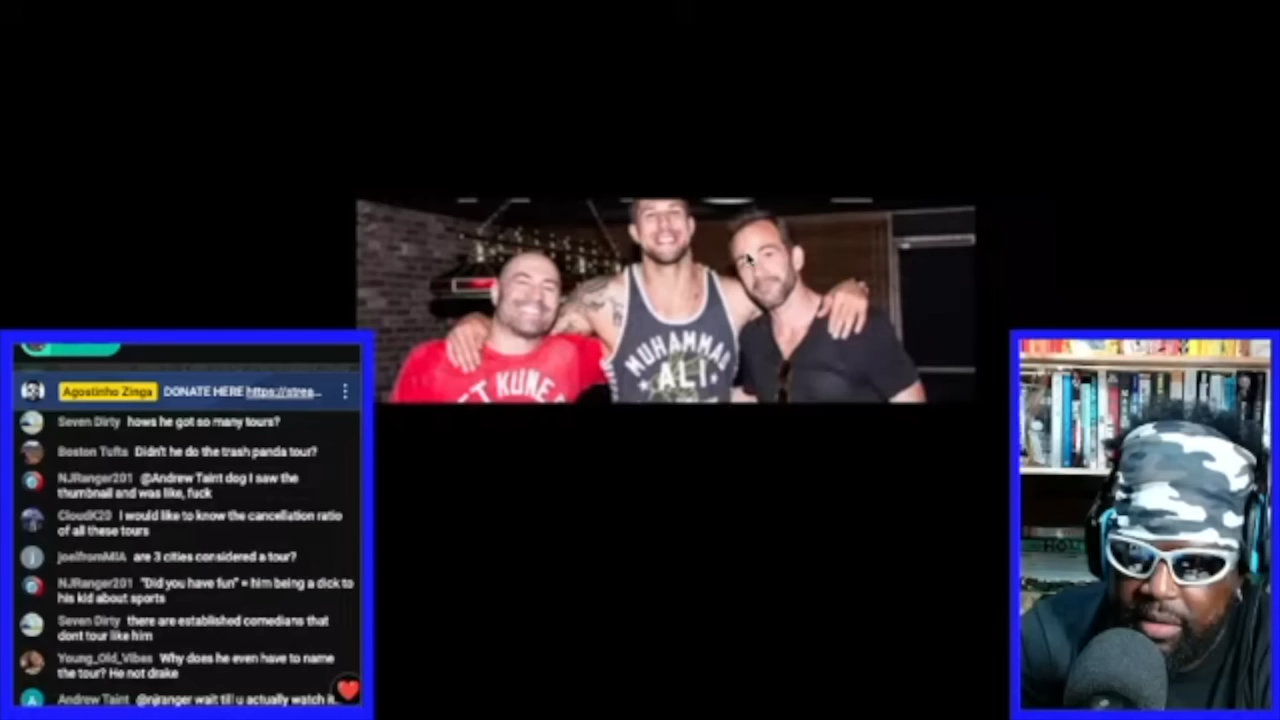 MUHAMMAD
ALI
T KUNE
Agostinho Zinga DONATE HERE https://strea...
Seven Dirty hows he got so many tours?
Boston Tufts Didn't he do the trash panda tour?
NJRanger201 @Andrew Taint dog I saw the
thumbnail and was like, fuck
CloudK20 I would like to know the cancellation ratio
of all these tours
joelfromMIA are 3 cities considered a tour?
NJRanger201 "Did you have fun" = him being a dick to
his kid about sports
Seven Dirty there are established comedians that
dont tour like him
Young_Old_Vibes Why does he even have to name
the tour? He not drake
Andrew Taint @njranger wait till u actually watch it